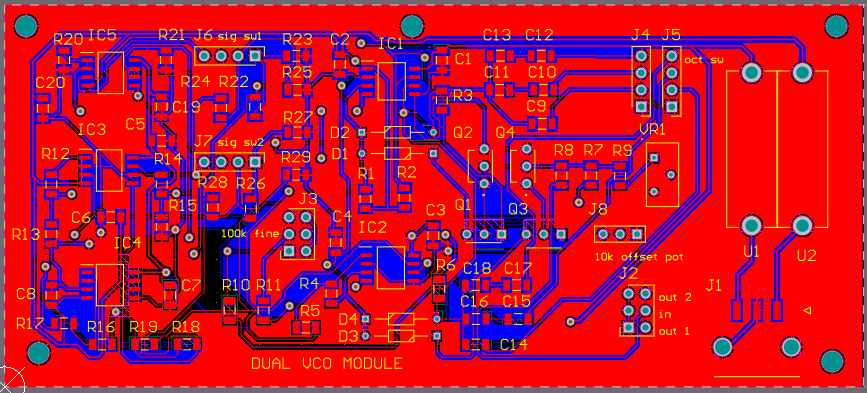 R20 IC5 R21 J6 sig sw1 R23 C2 IC1 C13 C12 J4 J5
C1 oct sw
C20 R24 R22 R25 C11 C10
C19 R3
C5 R27 C9
IC3 D2 Q2 Q4 VR1
J7 sig sw2
R12 R14 R29 D1 R8 R7 R9
R28 R26 R1 R2
R15 J3 Q1 Q3 J8
C6 C4 C3
R13 IC4 100k fine IC2
10k offset pot U1 U2
R6 J2
C8 C7 R10 R11 R4 C18 C17 J1
out 2
C16 C15 in
R17 R16 R19 R18 R5 D4 out 1
D3 C14
DUAL VCO MODULE